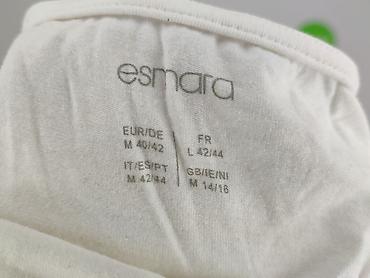 esmara
EUR/DE
M 40/42
FR
L 42/44
IT/ES/PT
M 42/44
GB/IE/NI
M 14/16